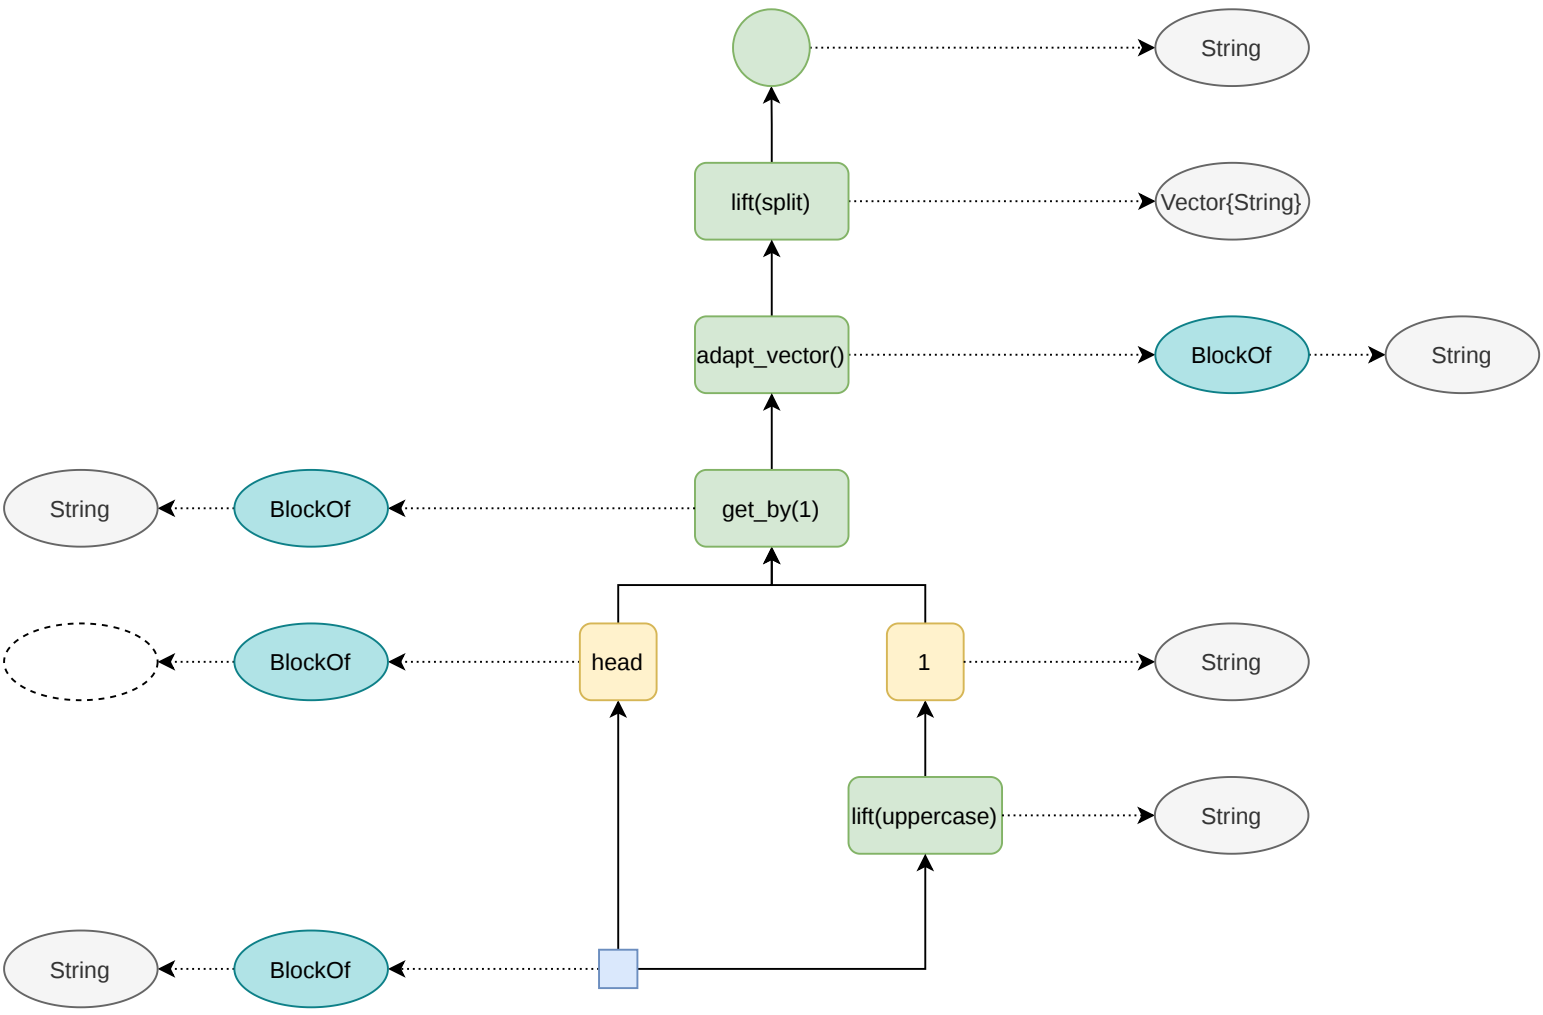 String
lift(split)
Vector{String}
adapt_vector()
BlockOf
String
String
BlockOf
get_by(1)
BlockOf
head
1
String
lift(uppercase)
String
String
BlockOf